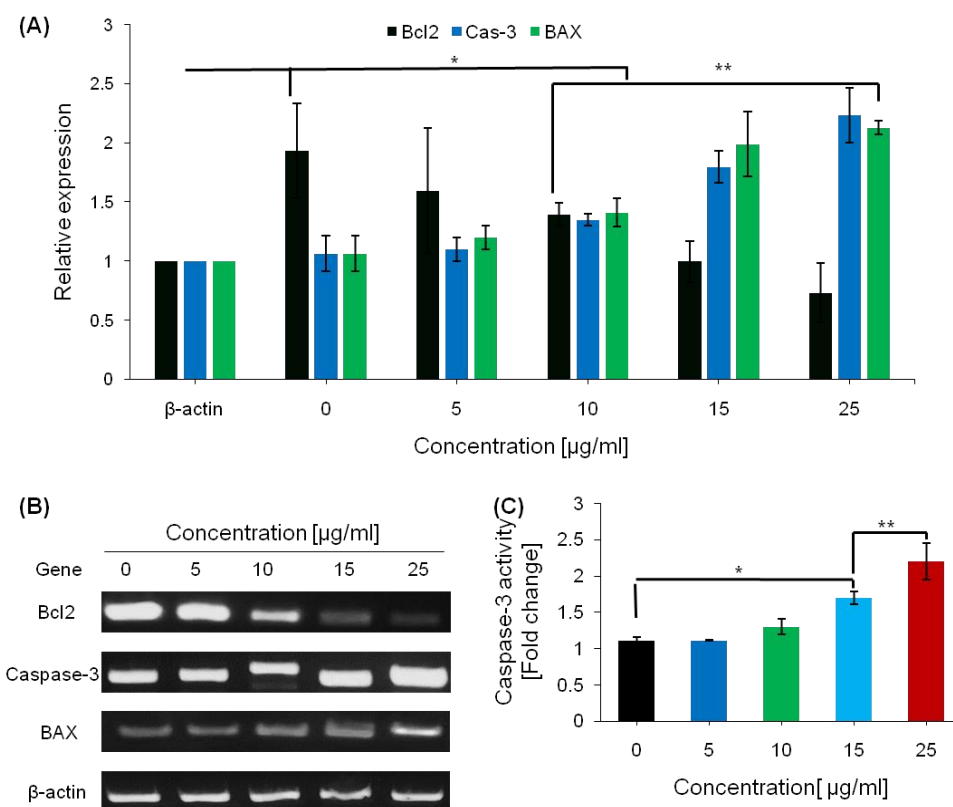 (A)
Bcl2 Cas-3 BAX
3
2.5
2
1.5
1
0.5
0
Relative expression
*
**
β-actin 0 5 10 15 25
Concentration [µg/ml]
(B)
Concentration [µg/ml]
Gene 0 5 10 15 25
Bcl2
Caspase-3
BAX
β-actin
(C)
Caspase-3 activity
[Fold change]
3
2.5
2
1.5
1
0.5
0
*
**
0 5 10 15 25
Concentration[ µg/ml]